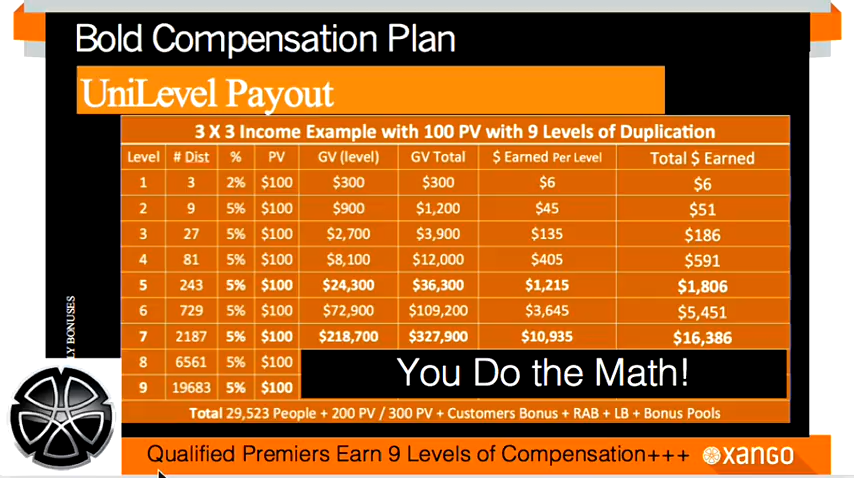 Bold Compensation Plan
UniLevel Payout
3 X 3 Income Example with 100 PV with 9 Levels of Duplication
Level # Dist % PV GV (level) GV Total $ Earned Per Level Total $ Earned
1 3 2% $100 $300 $300 $6 $6
2 9 5% $100 $900 $1,200 $45 $51
3 27 5% $100 $2,700 $3,900 $135 $186
4 81 5% $100 $8,100 $12,000 $405 $591
5 243 5% $100 $24,300 $36,300 $1,215 $1,806
6 729 5% $100 $72,900 $109,200 $3,645 $5,451
7 2187 5% $100 $218,700 $327,900 $10,935 $16,386
8 6561 5% $100
9 19683 5% $100
You Do the Math!
Total 29,523 People + 200 PV / 300 PV + Customers Bonus + RAB + LB + Bonus Pools
LY BONUSES
Qualified Premiers Earn 9 Levels of Compensation+++
xango